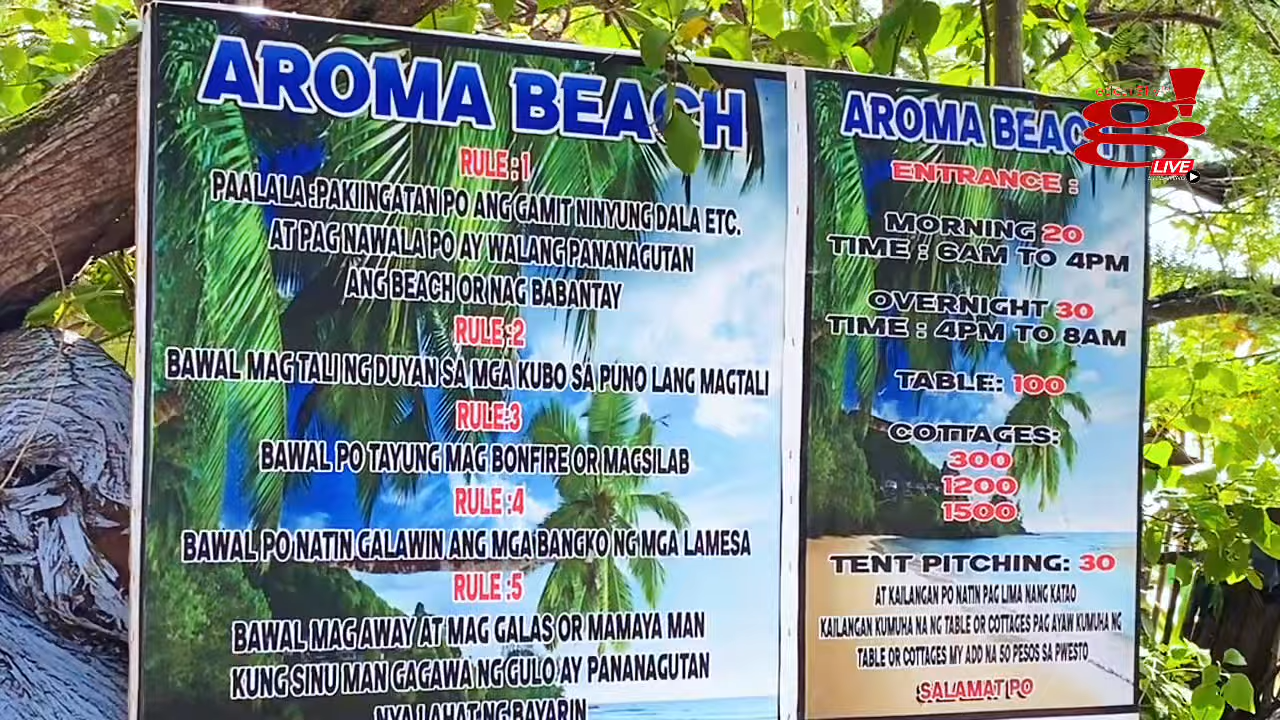 AROMA BEACH
RULE : 1
PAALALA :PAKIINGATAN PO ANG GAMIT NINYUNG DALA ETC.
AT PAG NAWALA PO AY WALANG PANANAGUTAN
ANG BEACH OR NAG BABANTAY
RULE :2
BAWAL MAG TALI NG DUYAN SA MGA KUBO SA PUNO LANG MAGTALI
RULE:3
BAWAL PO TAYUNG MAG BONFIRE OR MAGSILAB
RULE :4
BAWAL PO NATIN GALAWIN ANG MGA BANGKO NG MGA LAMESA
RULE :5
BAWAL MAG AWAY AT MAG GALAS OR MAMAYA MAN
KUNG SINU MAN GAGAWA NG GULO AY PANANAGUTAN
NYA LAHAT NG BAYARIN
AROMA BEACH
ENTRANCE :
MORNING 20
TIME : 6AM TO 4PM
OVERNIGHT 30
TIME : 4PM TO 8AM
TABLE: 100
COTTAGES:
300
1200
1500
TENT PITCHING: 30
AT KAILANGAN PO NATIN PAG LIMA NANG KATAO
KAILANGAN KUMUHA NA NG TABLE OR COTTAGES PAG AYAW KUMUHA NG
TABLE OR COTTAGES MY ADD NA 50 PESOS SA PWESTO
SALAMAT PO
g!
LIVE